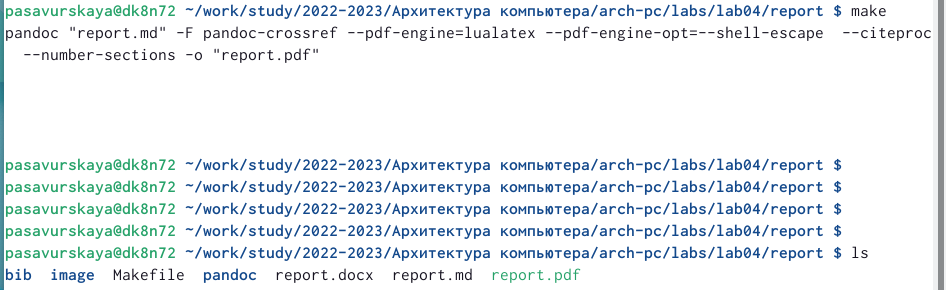 pasavurskaya@dk8n72 ~/work/study/2022-2023/Архитектура компьютера/arch-pc/labs/lab04/report $ make
pandoc "report.md" -F pandoc-crossref --pdf-engine=lualatex --pdf-engine-opt=--shell-escape  --citeproc
  --number-sections -o "report.pdf"
pasavurskaya@dk8n72 ~/work/study/2022-2023/Архитектура компьютера/arch-pc/labs/lab04/report $
pasavurskaya@dk8n72 ~/work/study/2022-2023/Архитектура компьютера/arch-pc/labs/lab04/report $
pasavurskaya@dk8n72 ~/work/study/2022-2023/Архитектура компьютера/arch-pc/labs/lab04/report $
pasavurskaya@dk8n72 ~/work/study/2022-2023/Архитектура компьютера/arch-pc/labs/lab04/report $
pasavurskaya@dk8n72 ~/work/study/2022-2023/Архитектура компьютера/arch-pc/labs/lab04/report $ ls
bib  image  Makefile  pandoc  report.docx  report.md  report.pdf